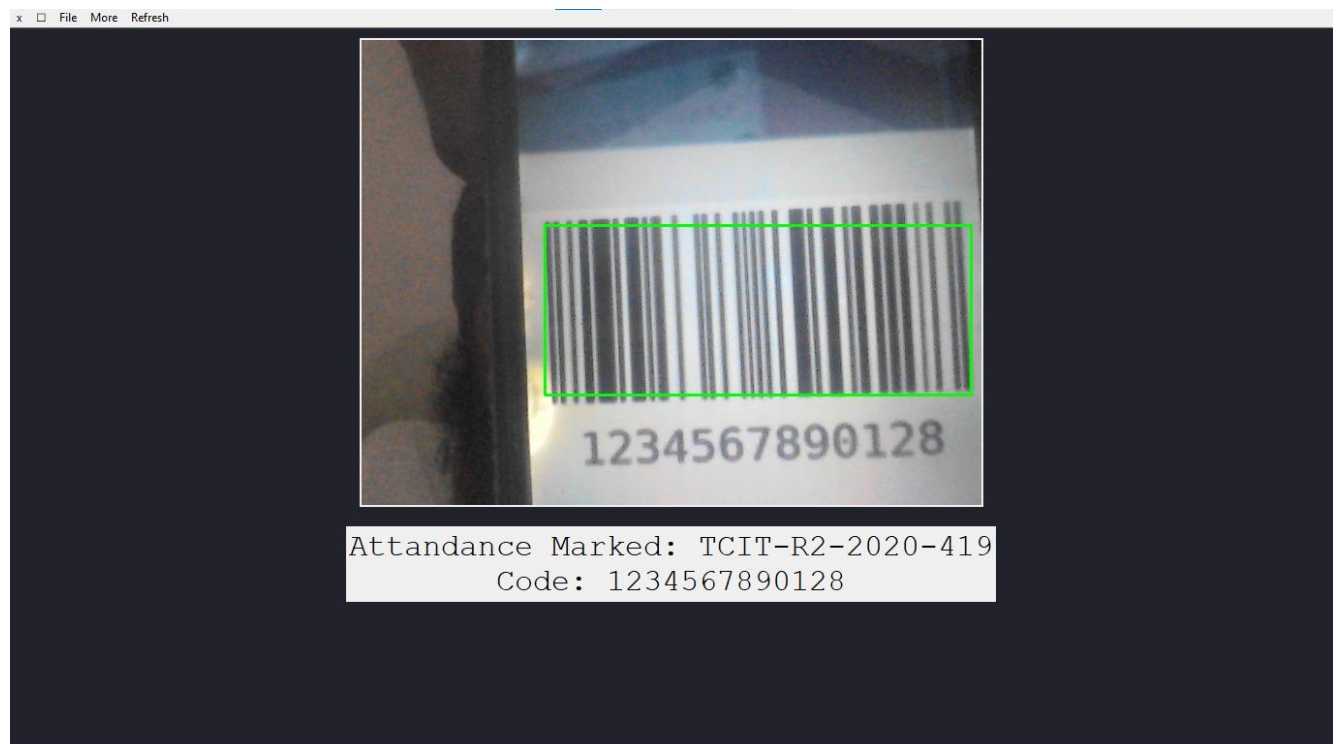 x □ File More Refresh
1234567890128
Attandance Marked: TCIT-R2-2020-419
Code: 1234567890128